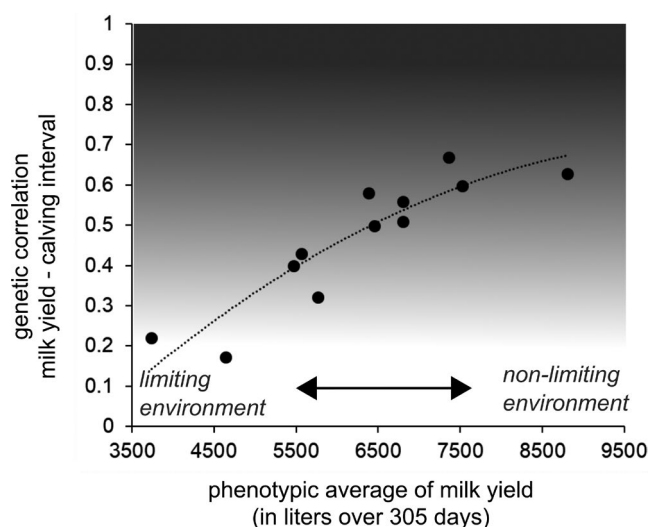 genetic correlation
milk yield - calving interval
1
0.9
0.8
0.7
0.6
0.5
0.4
0.3
0.2
0.1
0
limiting
environment
non-limiting
environment
3500 4500 5500 6500 7500 8500 9500
phenotypic average of milk yield
(in liters over 305 days)